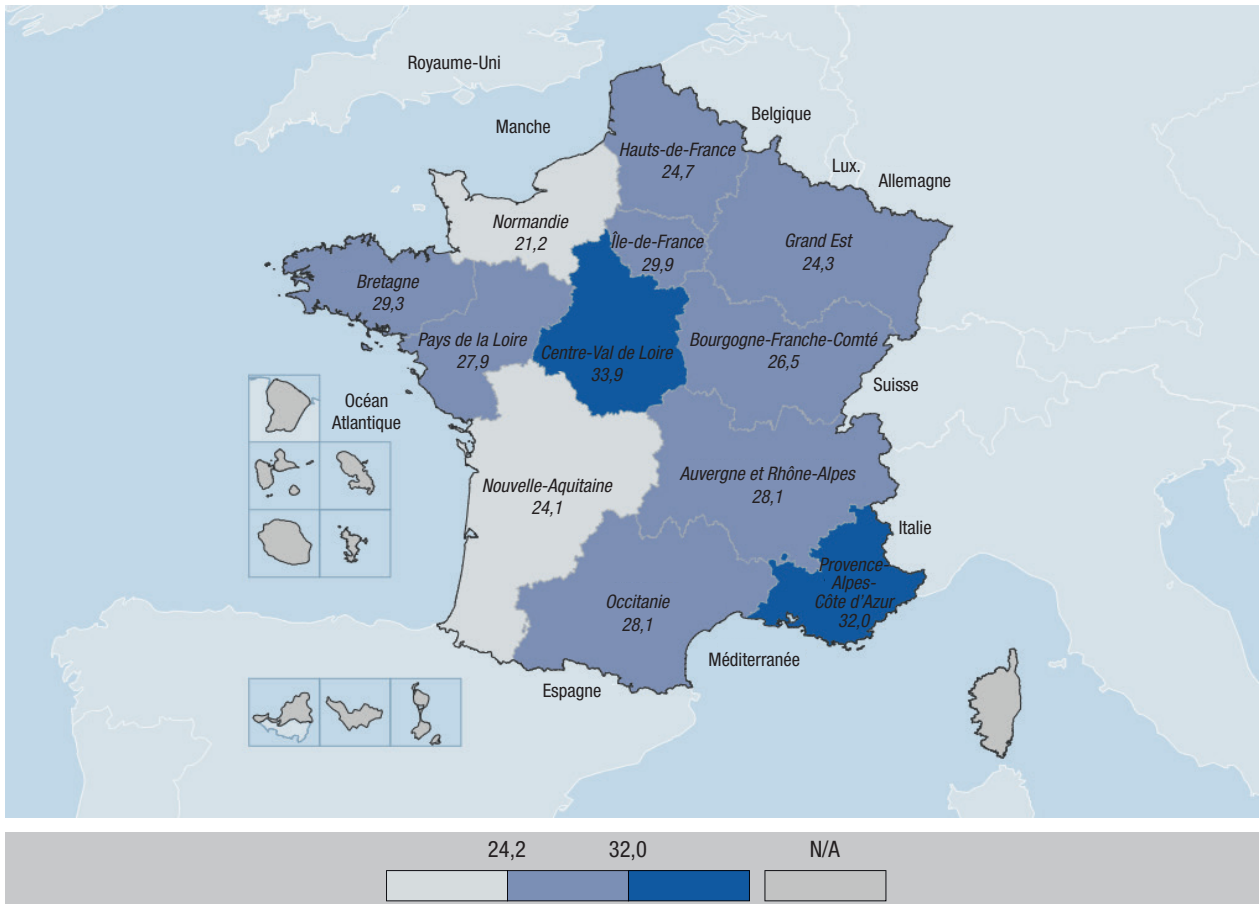 Royaume-Uni
Manche
Belgique
Hauts-de-France
24,7
Lux.
Allemagne
Normandie
21,2
Île-de-France
29,9
Grand Est
24,3
Bretagne
29,3
Pays de la Loire
27,9
Centre-Val de Loire
33,9
Bourgogne-Franche-Comté
26,5
Suisse
Océan
Atlantique
Nouvelle-Aquitaine
24,1
Auvergne et Rhône-Alpes
28,1
Italie
Provence-
Alpes-
Côte d'Azur
32,0
Occitanie
28,1
Méditerranée
Espagne
24,2
32,0
N/A